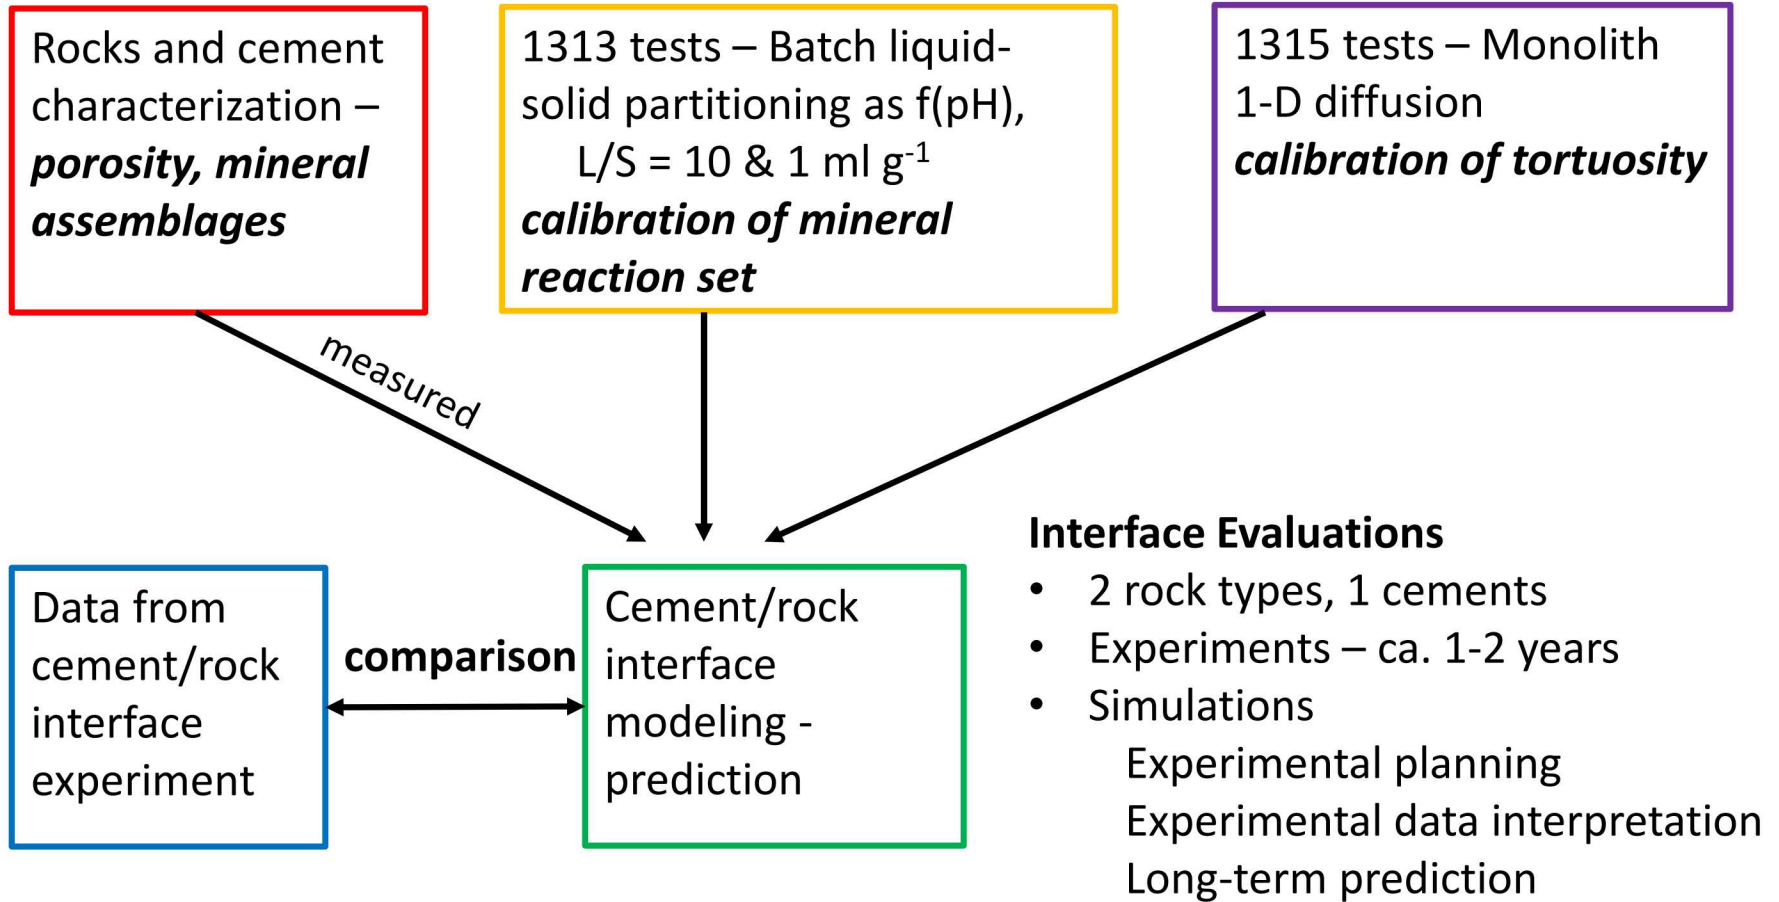 Rocks and cement
characterization –
porosity, mineral
assemblages
1313 tests – Batch liquid-
solid partitioning as f(pH),
L/S = 10 & 1 ml g⁻¹
calibration of mineral
reaction set
1315 tests – Monolith
1-D diffusion
calibration of tortuosity
measured
Data from
cement/rock
interface
experiment
comparison
Cement/rock
interface
modeling -
prediction
Interface Evaluations
• 2 rock types, 1 cements
• Experiments – ca. 1-2 years
• Simulations
Experimental planning
Experimental data interpretation
Long-term prediction